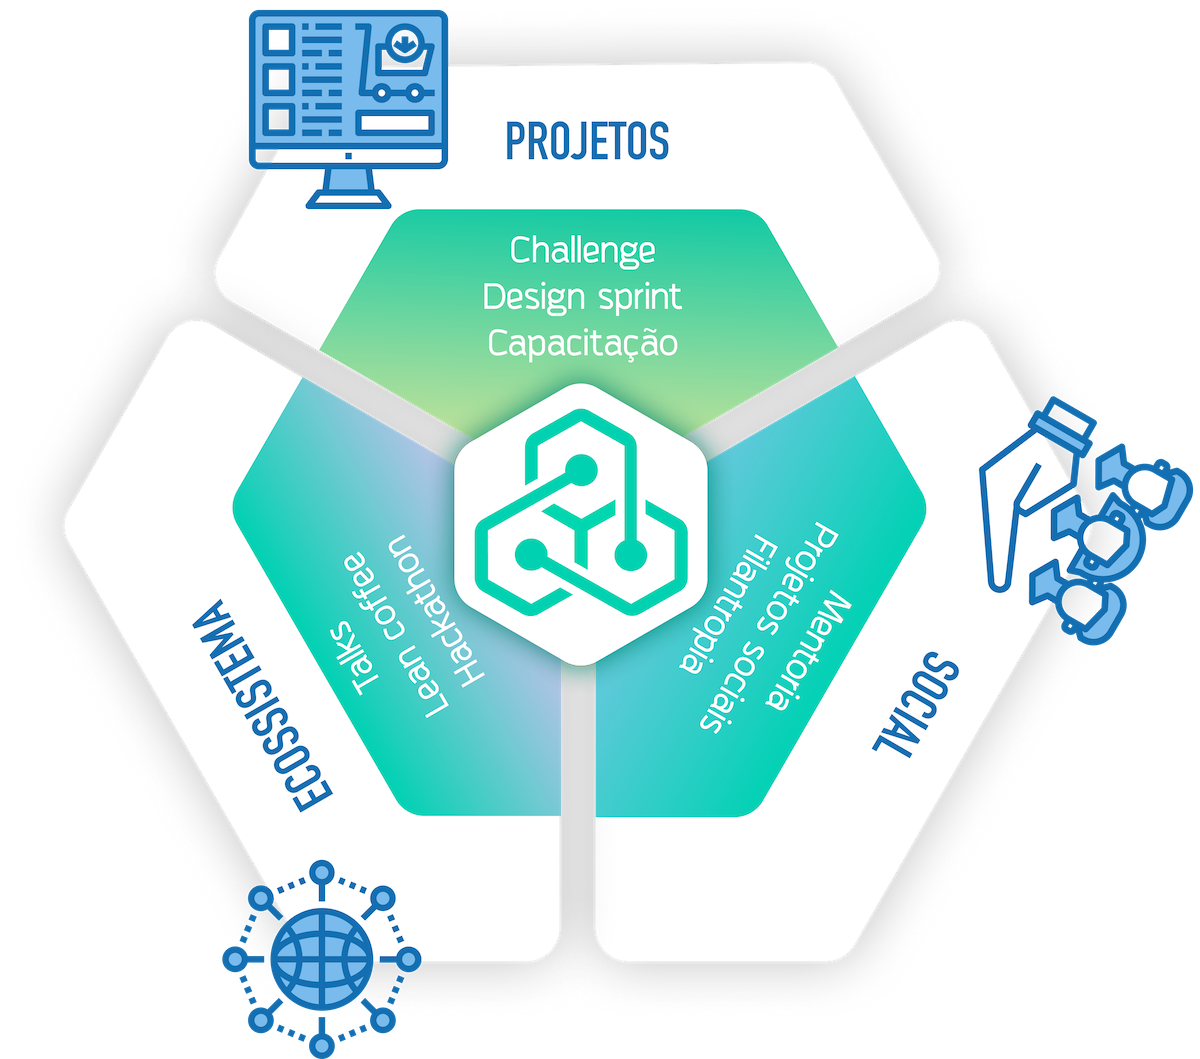 PROJETOS
Challenge
Design sprint
Capacitação
SOCIAL
Mentoria
Projetos sociais
Filantropia
ECOSSISTEMA
Talks
Lean coffee
Hackathon